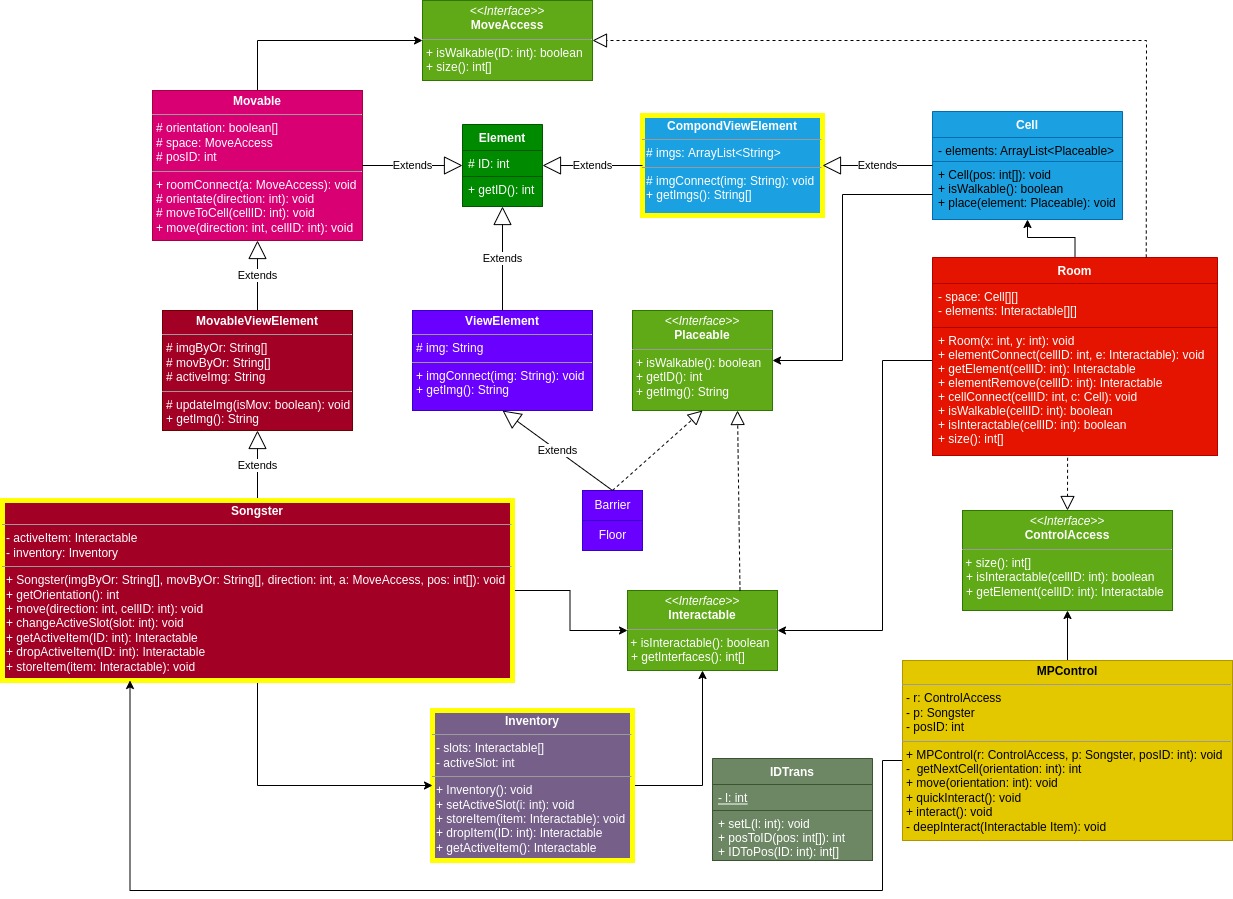 <<Interface>>
MoveAccess
+ isWalkable(ID: int): boolean
+ size(): int[]
Movable
# orientation: boolean[]
# space: MoveAccess
# posID: int
+ roomConnect(a: MoveAccess): void
# orientate(direction: int): void
# moveToCell(cellID: int): void
+ move(direction: int, cellID: int): void
Extends
Element
# ID: int
+ getID(): int
Extends
CompondViewElement
# imgs: ArrayList<String>
# imgConnect(img: String): void
+ getImgs(): String[]
Extends
Cell
- elements: ArrayList<Placeable>
+ Cell(pos: int[]): void
+ isWalkable(): boolean
+ place(element: Placeable): void
Extends
Extends
Room
- space: Cell[][]
- elements: Interactable[][]
+ Room(x: int, y: int): void
+ elementConnect(cellID: int, e: Interactable): void
+ getElement(cellID: int): Interactable
+ elementRemove(cellID: int): Interactable
+ cellConnect(cellID: int, c: Cell): void
+ isWalkable(cellID: int): boolean
+ isInteractable(cellID: int): boolean
+ size(): int[]
MovableViewElement
# imgByOr: String[]
# movByOr: String[]
# activeImg: String
# updateImg(isMov: boolean): void
+ getImg(): String
ViewElement
# img: String
+ imgConnect(img: String): void
+ getImg(): String
<<Interface>>
Placeable
+ isWalkable(): boolean
+ getID(): int
+ getImg(): String
Extends
Extends
Barrier
Floor
Songster
- activeItem: Interactable
- inventory: Inventory
+ Songster(imgByOr: String[], movByOr: String[], direction: int, a: MoveAccess, pos: int[]): void
+ getOrientation(): int
+ move(direction: int, cellID: int): void
+ changeActiveSlot(slot: int): void
+ getActiveItem(ID: int): Interactable
+ dropActiveItem(ID: int): Interactable
+ storeItem(item: Interactable): void
<<Interface>>
ControlAccess
+ size(): int[]
+ isInteractable(cellID: int): boolean
+ getElement(cellID: int): Interactable
<<Interface>>
Interactable
+ isInteractable(): boolean
+ getInterfaces(): int[]
MPControl
- r: ControlAccess
- p: Songster
- posID: int
+ MPControl(r: ControlAccess, p: Songster, posID: int): void
- getNextCell(orientation: int): int
+ move(orientation: int): void
+ quickInteract(): void
+ interact(): void
- deepInteract(Interactable Item): void
Inventory
- slots: Interactable[]
- activeSlot: int
+ Inventory(): void
+ setActiveSlot(i: int): void
+ storeItem(item: Interactable): void
+ dropItem(ID: int): Interactable
+ getActiveItem(): Interactable
IDTrans
- l: int
+ setL(l: int): void
+ posToID(pos: int[]): int
+ IDToPos(ID: int): int[]